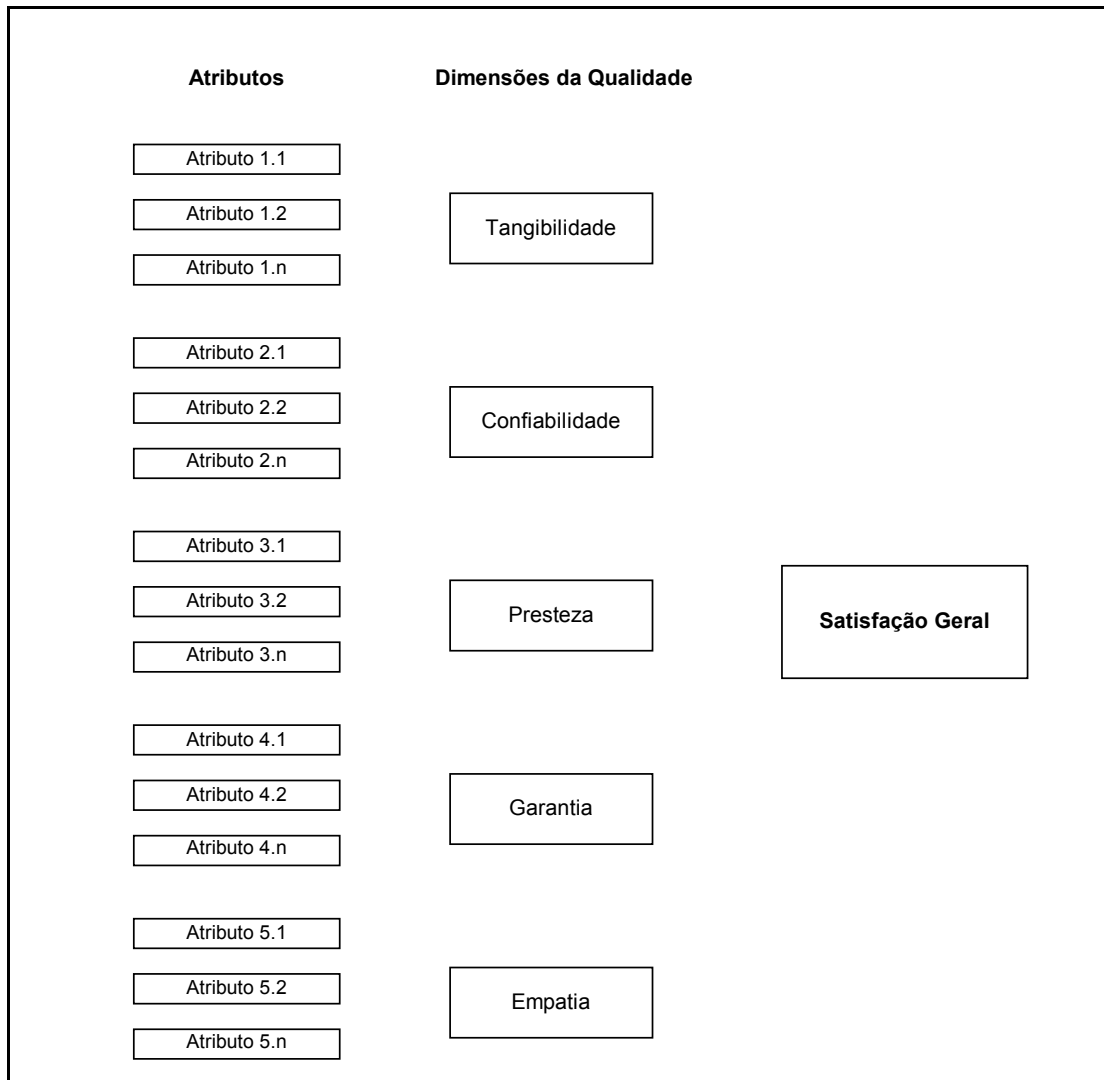 Atributos
Dimensões da Qualidade
Atributo 1.1
Atributo 1.2
Atributo 1.n
Tangibilidade
Atributo 2.1
Atributo 2.2
Atributo 2.n
Confiabilidade
Atributo 3.1
Atributo 3.2
Atributo 3.n
Presteza
Satisfação Geral
Atributo 4.1
Atributo 4.2
Atributo 4.n
Garantia
Atributo 5.1
Atributo 5.2
Atributo 5.n
Empatia